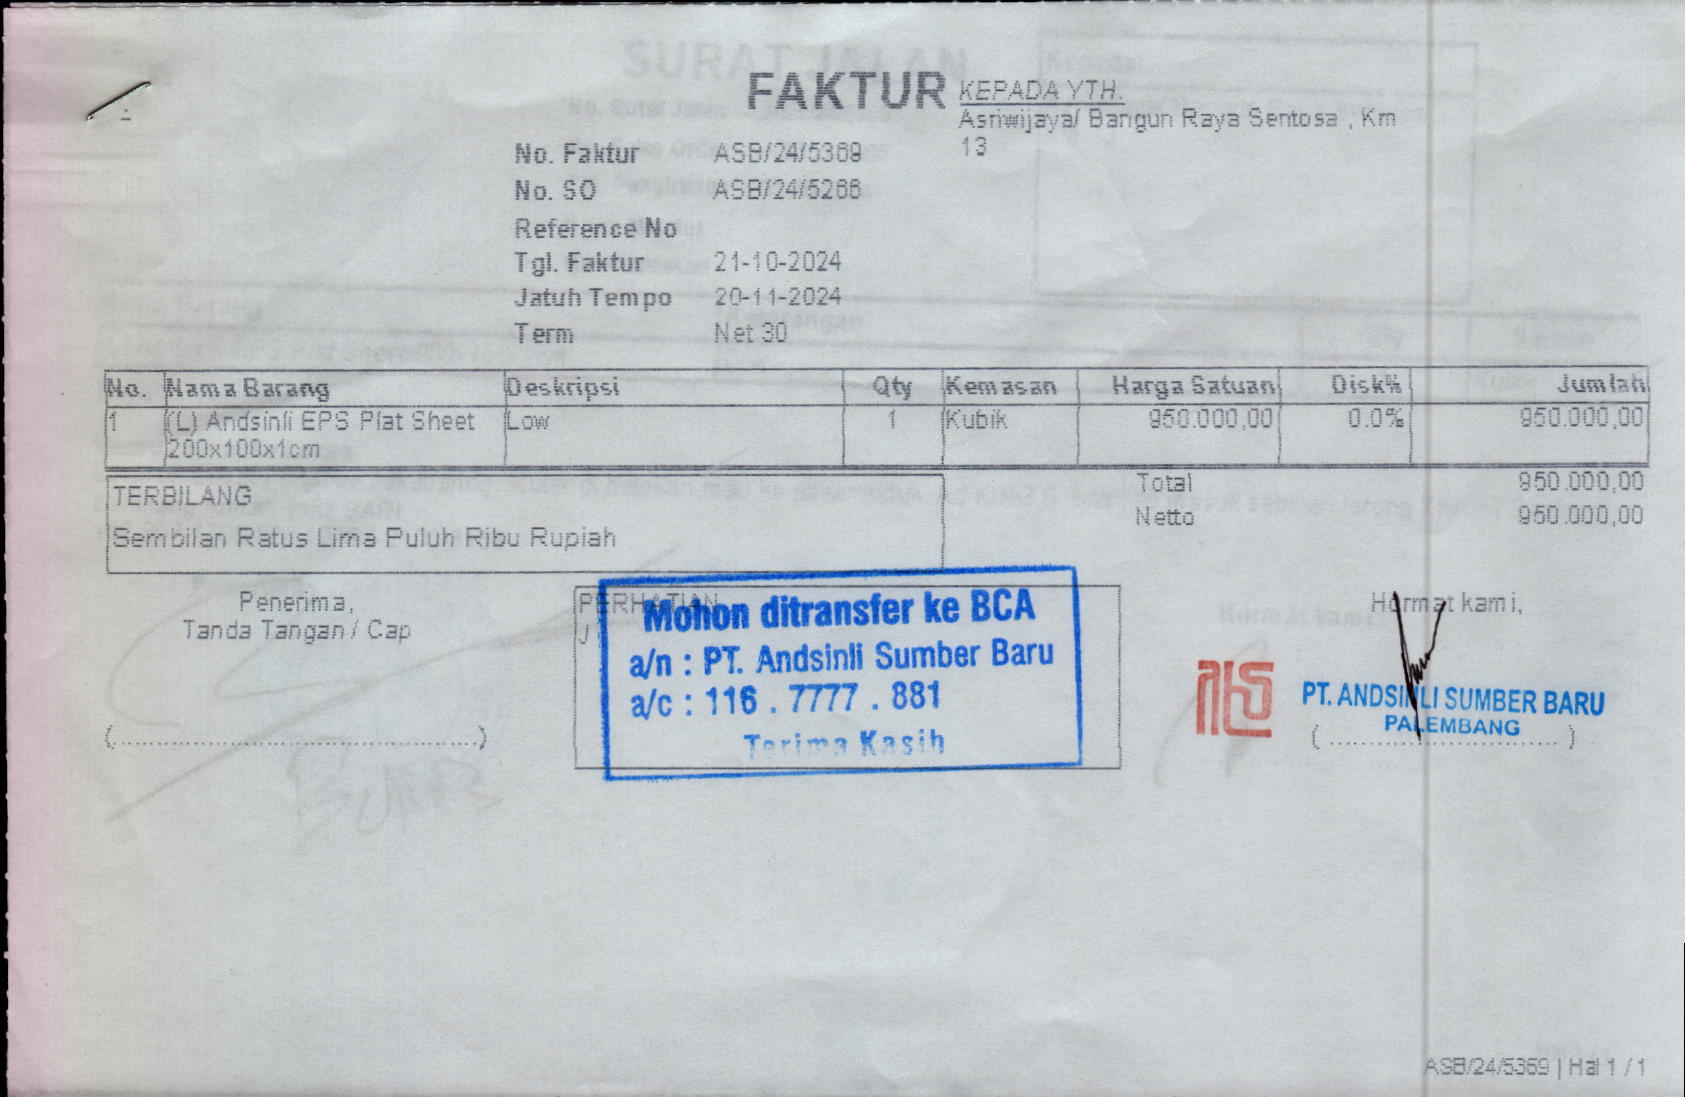 FAKTUR
KEPADA YTH.
Asriwijaya/ Bangun Raya Sentosa , Km
13
No. Faktur ASB/24/5369
No. SO ASB/24/5266
Reference No
Tgl. Faktur 21-10-2024
Jatuh Tempo 20-11-2024
Term Net 30
No. Nama Barang Deskripsi Qty Kemasan Harga Satuan Disk% Jumlah
1 (L) Andsinli EPS Plat Sheet Low 1 Kubik 950.000,00 0.0% 950.000,00
200x100x1cm
TERBILANG
Sembilan Ratus Lima Puluh Ribu Rupiah
Total 950.000,00
Netto 950.000,00
Penerima,
Tanda Tangan / Cap
(................................................)
PERHATIAN
Mohon ditransfer ke BCA
a/n : PT. Andsinli Sumber Baru
a/c : 116 . 7777 . 881
Terima Kasih
Hormat kami,
PT. ANDSINLI SUMBER BARU
PALEMBANG
( .............................. )
ASB/24/5369 | Hal 1 / 1